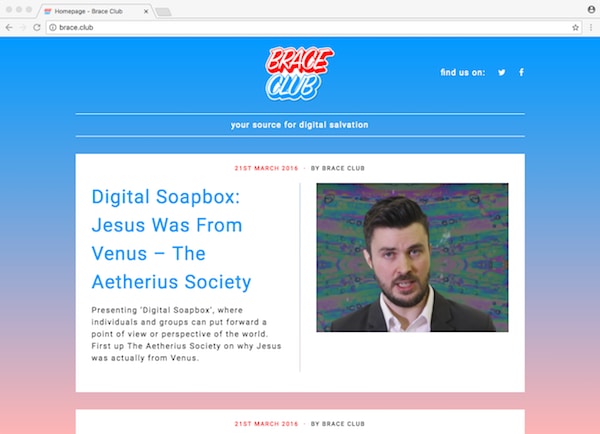 Homepage - Brace Club
brace.club
BRACE
CLUB
find us on:
your source for digital salvation
21ST MARCH 2016 · BY BRACE CLUB
Digital Soapbox:
Jesus Was From
Venus – The
Aetherius Society
Presenting 'Digital Soapbox', where
individuals and groups can put forward a
point of view or perspective of the world.
First up The Aetherius Society on why Jesus
was actually from Venus.
21ST MARCH 2016 · BY BRACE CLUB